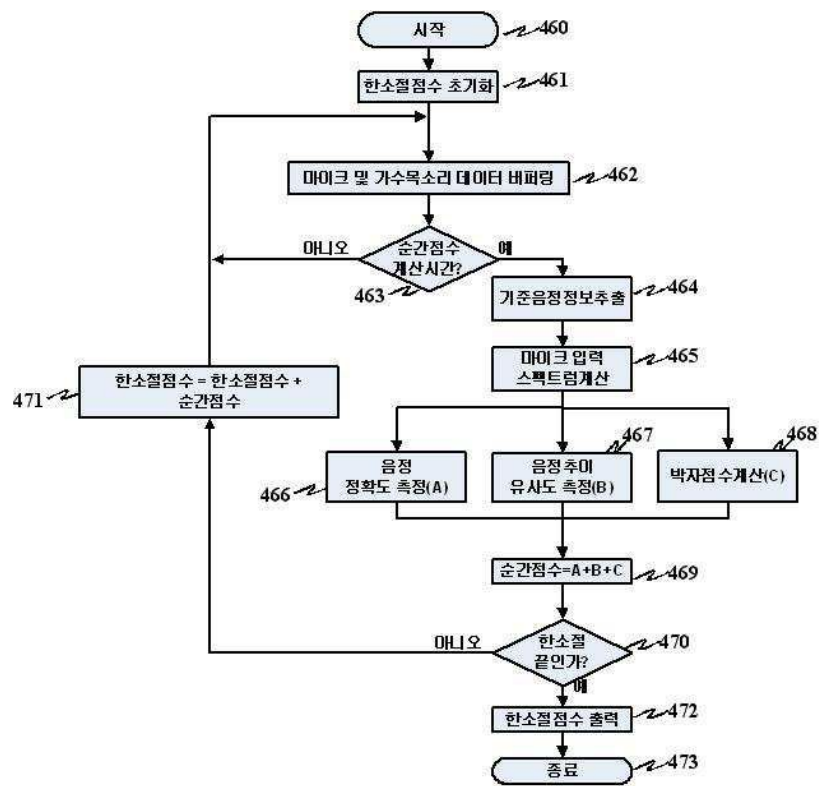 시작
460
한소절점수 초기화
461
마이크 및 가수목소리 데이터 버퍼링
462
아니오
순간점수
계산시간?
예
463
기준음정정보추출
464
마이크 입력
스펙트럼계산
465
471
한소절점수 = 한소절점수 +
순간점수
음정
정확도 측정(A)
466
음정추이
유사도 측정(B)
467
박자점수계산(C)
468
순간점수=A+B+C
469
아니오
한소절
끝인가?
470
예
한소절점수 출력
472
종료
473